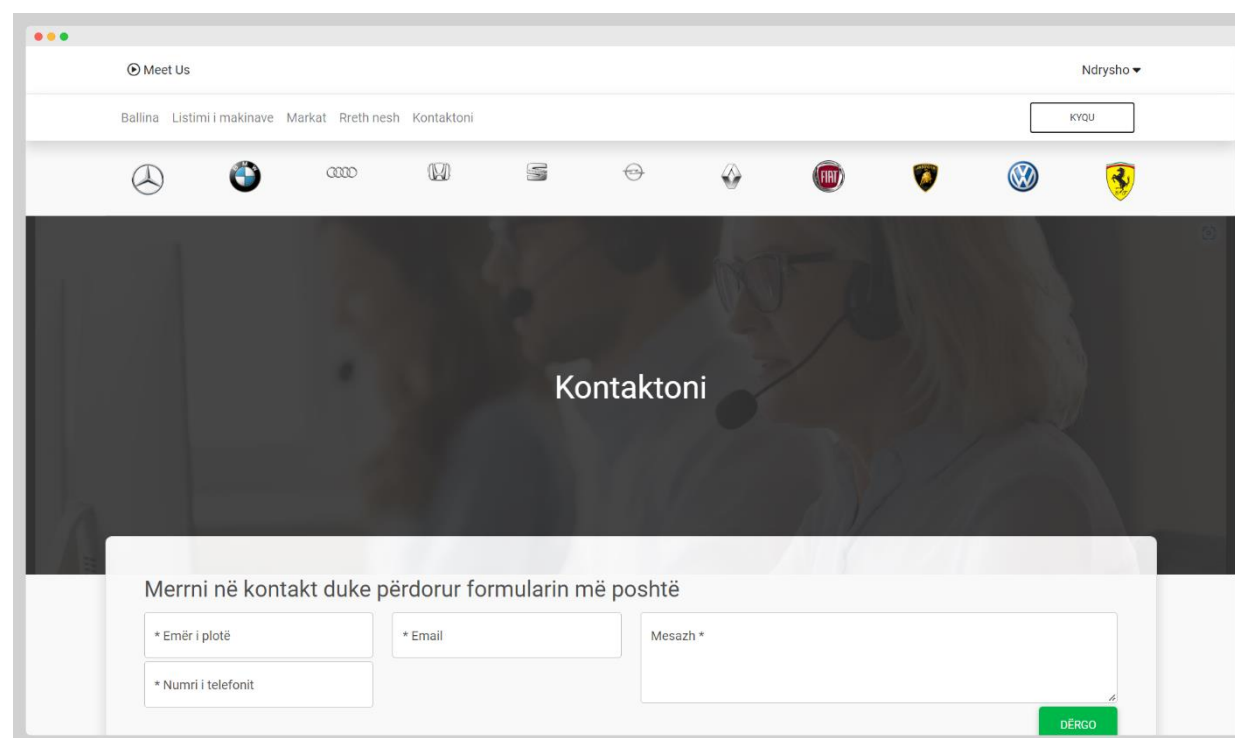 Meet Us
Ndrysho
Ballina Listimi i makinave Markat Rreth nesh Kontaktoni
KYQU
FIAT
Kontaktoni
Merrni në kontakt duke përdorur formularin më poshtë
* Emër i plotë
* Email
Mesazh *
* Numri i telefonit
DËRGO